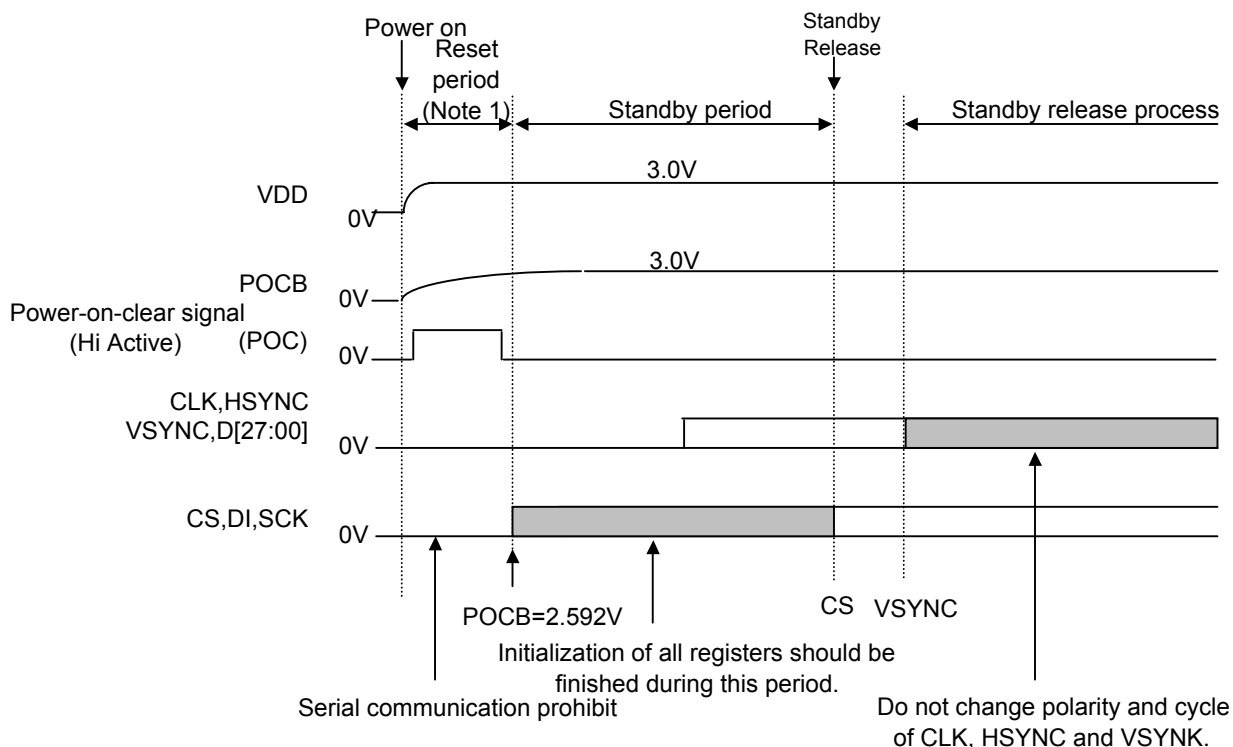 Power on
Reset
period
(Note 1)
Standby
Release
Standby period
Standby release process
VDD
0V
3.0V
POCB
0V
3.0V
Power-on-clear signal
(Hi Active)
(POC)
0V
CLK,HSYNC
VSYNC,D[27:00]
0V
CS,DI,SCK
0V
POCB=2.592V
CS
VSYNC
Initialization of all registers should be
finished during this period.
Serial communication prohibit
Do not change polarity and cycle
of CLK, HSYNC and VSYNK.